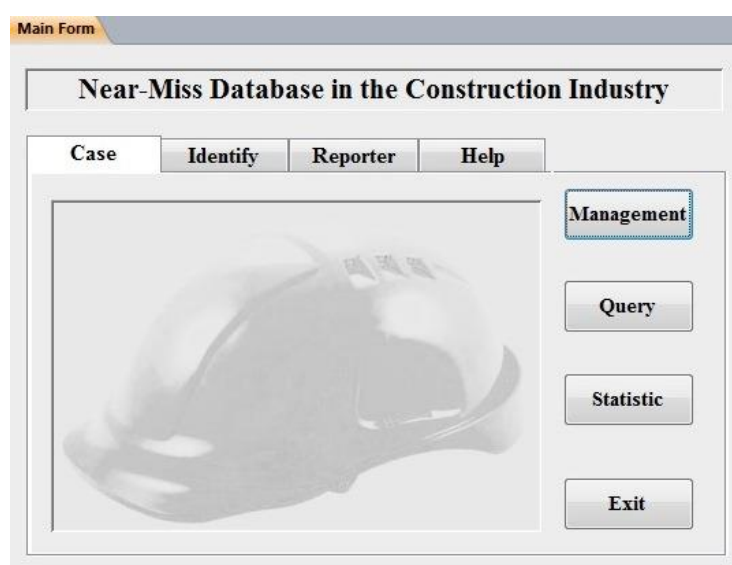 Main Form
Near-Miss Database in the Construction Industry
Case Identify Reporter Help
Management
Query
Statistic
Exit